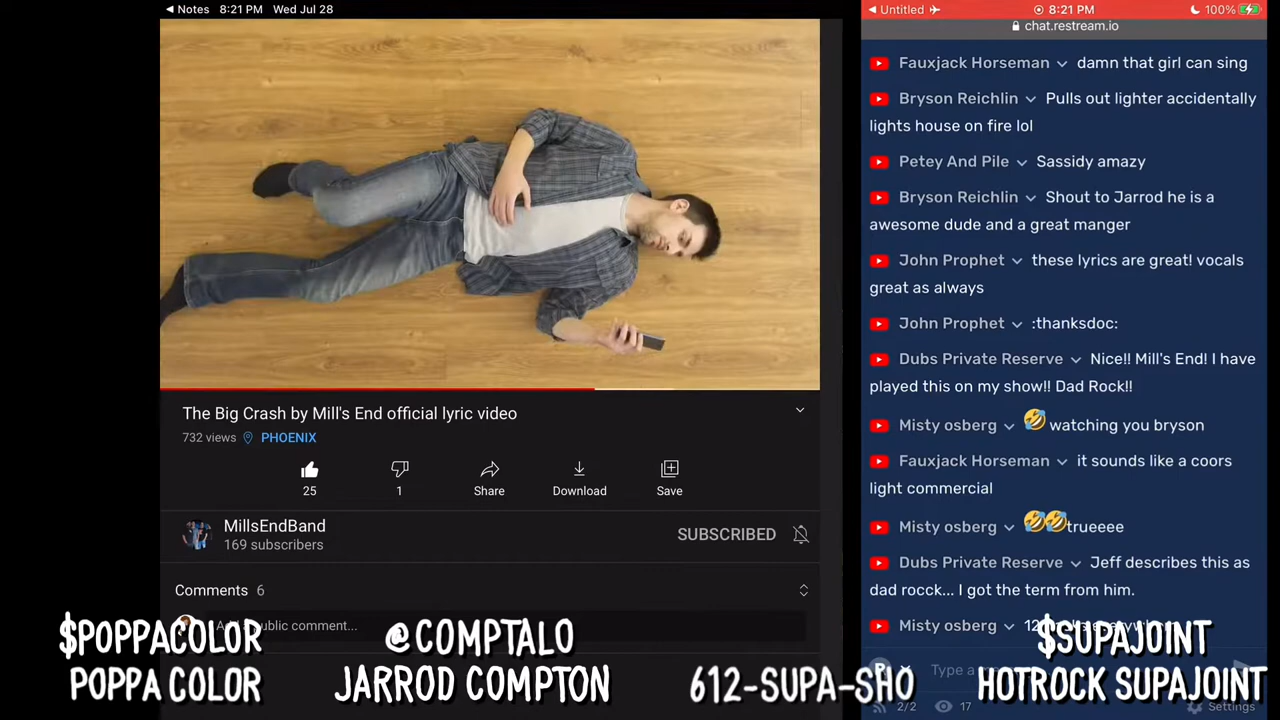 Notes 8:21 PM Wed Jul 28
The Big Crash by Mill's End official lyric video
732 views PHOENIX
25 1 Share Download Save
MillsEndBand
169 subscribers
SUBSCRIBED
Comments 6
public comment...
Untitled 8:21 PM 100%
chat.restream.io
Fauxjack Horseman damn that girl can sing
Bryson Reichlin Pulls out lighter accidentally
lights house on fire lol
Petey And Pile Sassidy amazy
Bryson Reichlin Shout to Jarrod he is a
awesome dude and a great manger
John Prophet these lyrics are great! vocals
great as always
John Prophet :thanksdoc:
Dubs Private Reserve Nice!! Mill's End! I have
played this on my show!! Dad Rock!!
Misty osberg 🤣 watching you bryson
Fauxjack Horseman it sounds like a coors
light commercial
Misty osberg 🤣🤣trueeee
Dubs Private Reserve Jeff describes this as
dad rocck... I got the term from him.
Misty osberg
Type a
2/2 17 Settings
$POPPACOLOR
POPPA COLOR
@COMPTALO
JARROD COMPTON
612-SUPA-SHO
$SUPAJOINT
HOTROCK SUPAJOINT